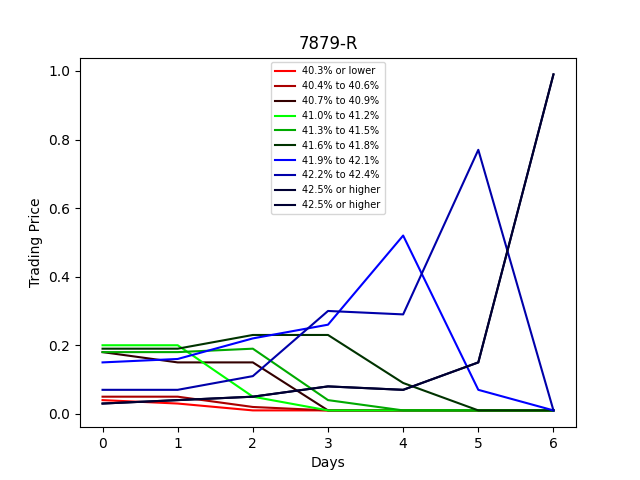 7879-R
40.3% or lower
40.4% to 40.6%
40.7% to 40.9%
41.0% to 41.2%
41.3% to 41.5%
41.6% to 41.8%
41.9% to 42.1%
42.2% to 42.4%
42.5% or higher
42.5% or higher
1.0
0.8
0.6
0.4
0.2
0.0
Trading Price
0 1 2 3 4 5 6
Days